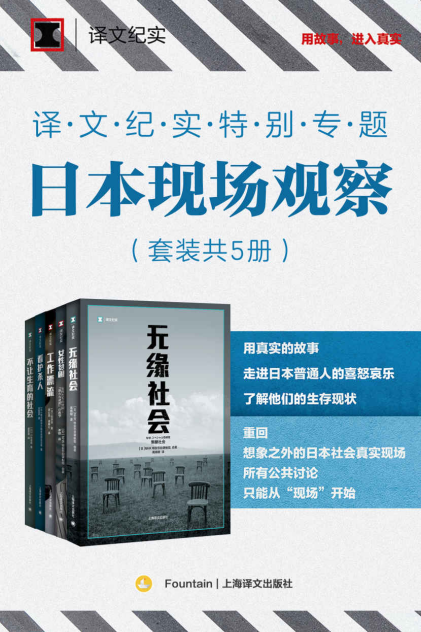 译文纪实
用故事，进入真实
译·文·纪·实·特·别·专·题
日本现场观察
（套装共5册）
不让生育的社会
看护杀人
工作漂流
女性贫困
无缘社会
无缘社会
用真实的故事
走进日本普通人的喜怒哀乐
了解他们的生存现状
重回
想象之外的日本社会真实现场
所有公共讨论
只能从“现场”开始
Fountain | 上海译文出版社